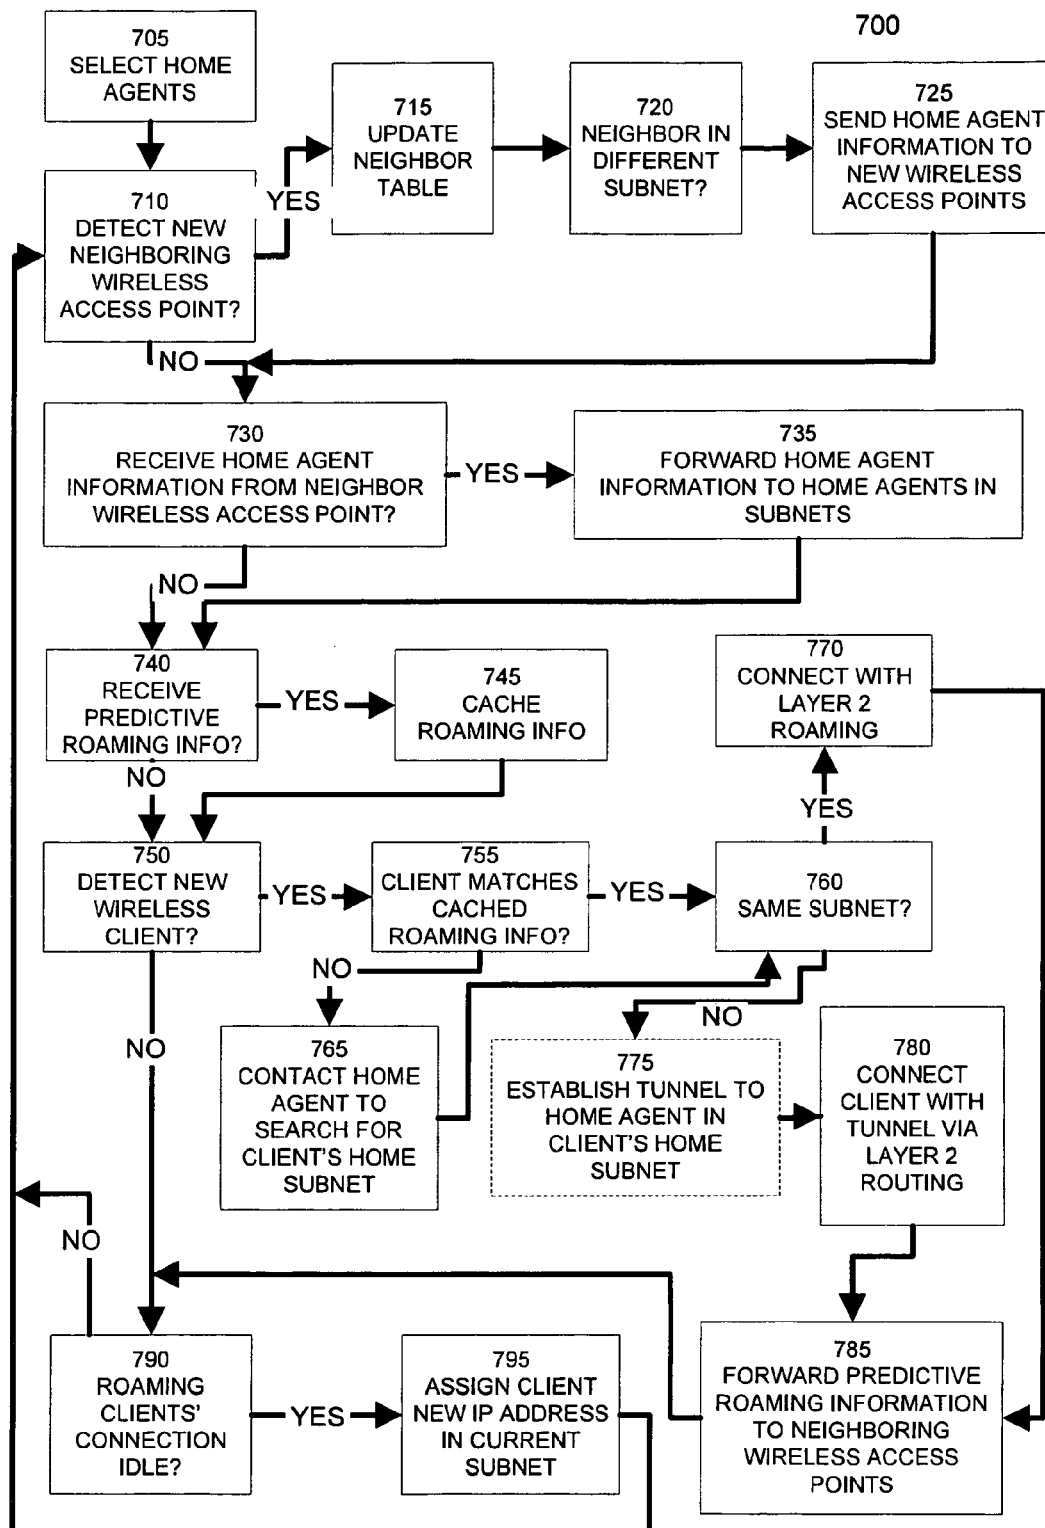 700
705
SELECT HOME
AGENTS
710
DETECT NEW
NEIGHBORING
WIRELESS
ACCESS POINT?
YES
715
UPDATE
NEIGHBOR
TABLE
720
NEIGHBOR IN
DIFFERENT
SUBNET?
725
SEND HOME AGENT
INFORMATION TO
NEW WIRELESS
ACCESS POINTS
NO
730
RECEIVE HOME AGENT
INFORMATION FROM NEIGHBOR
WIRELESS ACCESS POINT?
YES
735
FORWARD HOME AGENT
INFORMATION TO HOME AGENTS IN
SUBNETS
NO
740
RECEIVE
PREDICTIVE
ROAMING INFO?
YES
745
CACHE
ROAMING INFO
770
CONNECT WITH
LAYER 2
ROAMING
NO
YES
750
DETECT NEW
WIRELESS
CLIENT?
YES
755
CLIENT MATCHES
CACHED
ROAMING INFO?
YES
760
SAME SUBNET?
NO
NO
NO
765
CONTACT HOME
AGENT TO
SEARCH FOR
CLIENT'S HOME
SUBNET
775
ESTABLISH TUNNEL TO
HOME AGENT IN
CLIENT'S HOME
SUBNET
780
CONNECT
CLIENT WITH
TUNNEL VIA
LAYER 2
ROUTING
NO
790
ROAMING
CLIENTS'
CONNECTION
IDLE?
YES
795
ASSIGN CLIENT
NEW IP ADDRESS
IN CURRENT
SUBNET
785
FORWARD PREDICTIVE
ROAMING INFORMATION
TO NEIGHBORING
WIRELESS ACCESS
POINTS